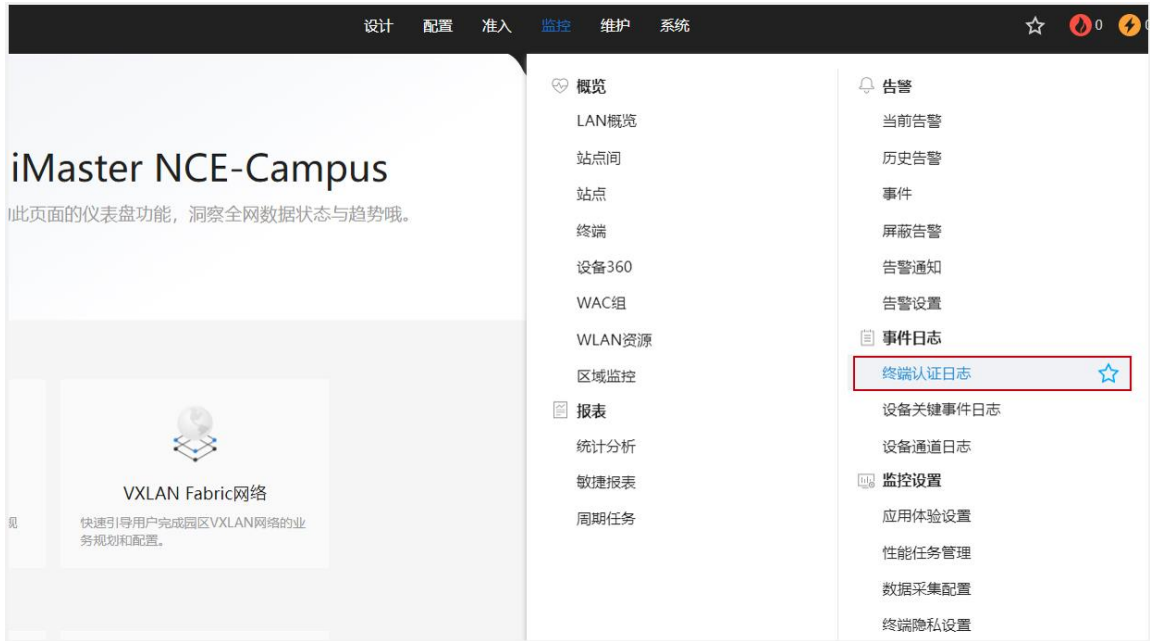 设计 配置 准入 监控 维护 系统 0
iMaster NCE-Campus
此页面的仪表盘功能，洞察全网数据状态与趋势哦。
VXLAN Fabric网络
快速引导用户完成园区VXLAN网络的业
务规划和配置。
概览
LAN概览
站点间
站点
终端
设备360
WAC组
WLAN资源
区域监控
报表
统计分析
敏捷报表
周期任务
告警
当前告警
历史告警
事件
屏蔽告警
告警通知
告警设置
事件日志
终端认证日志
设备关键事件日志
设备通道日志
监控设置
应用体验设置
性能任务管理
数据采集配置
终端隐私设置